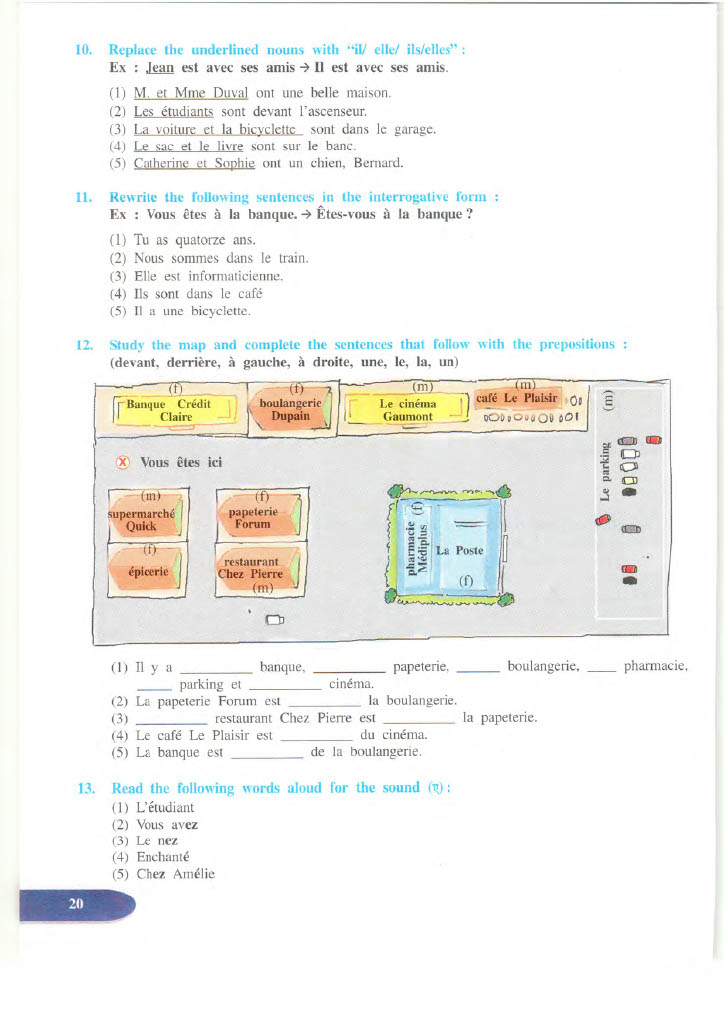 10. Replace the underlined nouns with “il/ elle/ ils/elles” :
Ex : Jean est avec ses amis → Il est avec ses amis.
(1) M. et Mme Duval ont une belle maison.
(2) Les étudiants sont devant l’ascenseur.
(3) La voiture et la bicyclette sont dans le garage.
(4) Le sac et le livre sont sur le banc.
(5) Catherine et Sophie ont un chien, Bernard.
11. Rewrite the following sentences in the interrogative form :
Ex : Vous êtes à la banque. → Êtes-vous à la banque ?
(1) Tu as quatorze ans.
(2) Nous sommes dans le train.
(3) Elle est informaticienne.
(4) Ils sont dans le café
(5) Il a une bicyclette.
12. Study the map and complete the sentences that follow with the prepositions :
(devant, derrière, à gauche, à droite, une, le, la, un)
(f) (f) (m) (m) (m)
Banque Crédit
Claire
boulangerie
Dupain
Le cinéma
Gaumont
café Le Plaisir
Le parking
X Vous êtes ici
(m)
supermarché
Quick
(f)
papeterie
Forum
(f)
épicerie
restaurant
Chez Pierre
(m)
(f)
pharmacie
Médiplus
La Poste
(f)
(1) Il y a __________ banque, __________ papeterie, ______ boulangerie, ____ pharmacie,
_____ parking et __________ cinéma.
(2) La papeterie Forum est __________ la boulangerie.
(3) __________ restaurant Chez Pierre est __________ la papeterie.
(4) Le café Le Plaisir est __________ du cinéma.
(5) La banque est __________ de la boulangerie.
13. Read the following words aloud for the sound (ए) :
(1) L’étudiant
(2) Vous avez
(3) Le nez
(4) Enchanté
(5) Chez Amélie
20